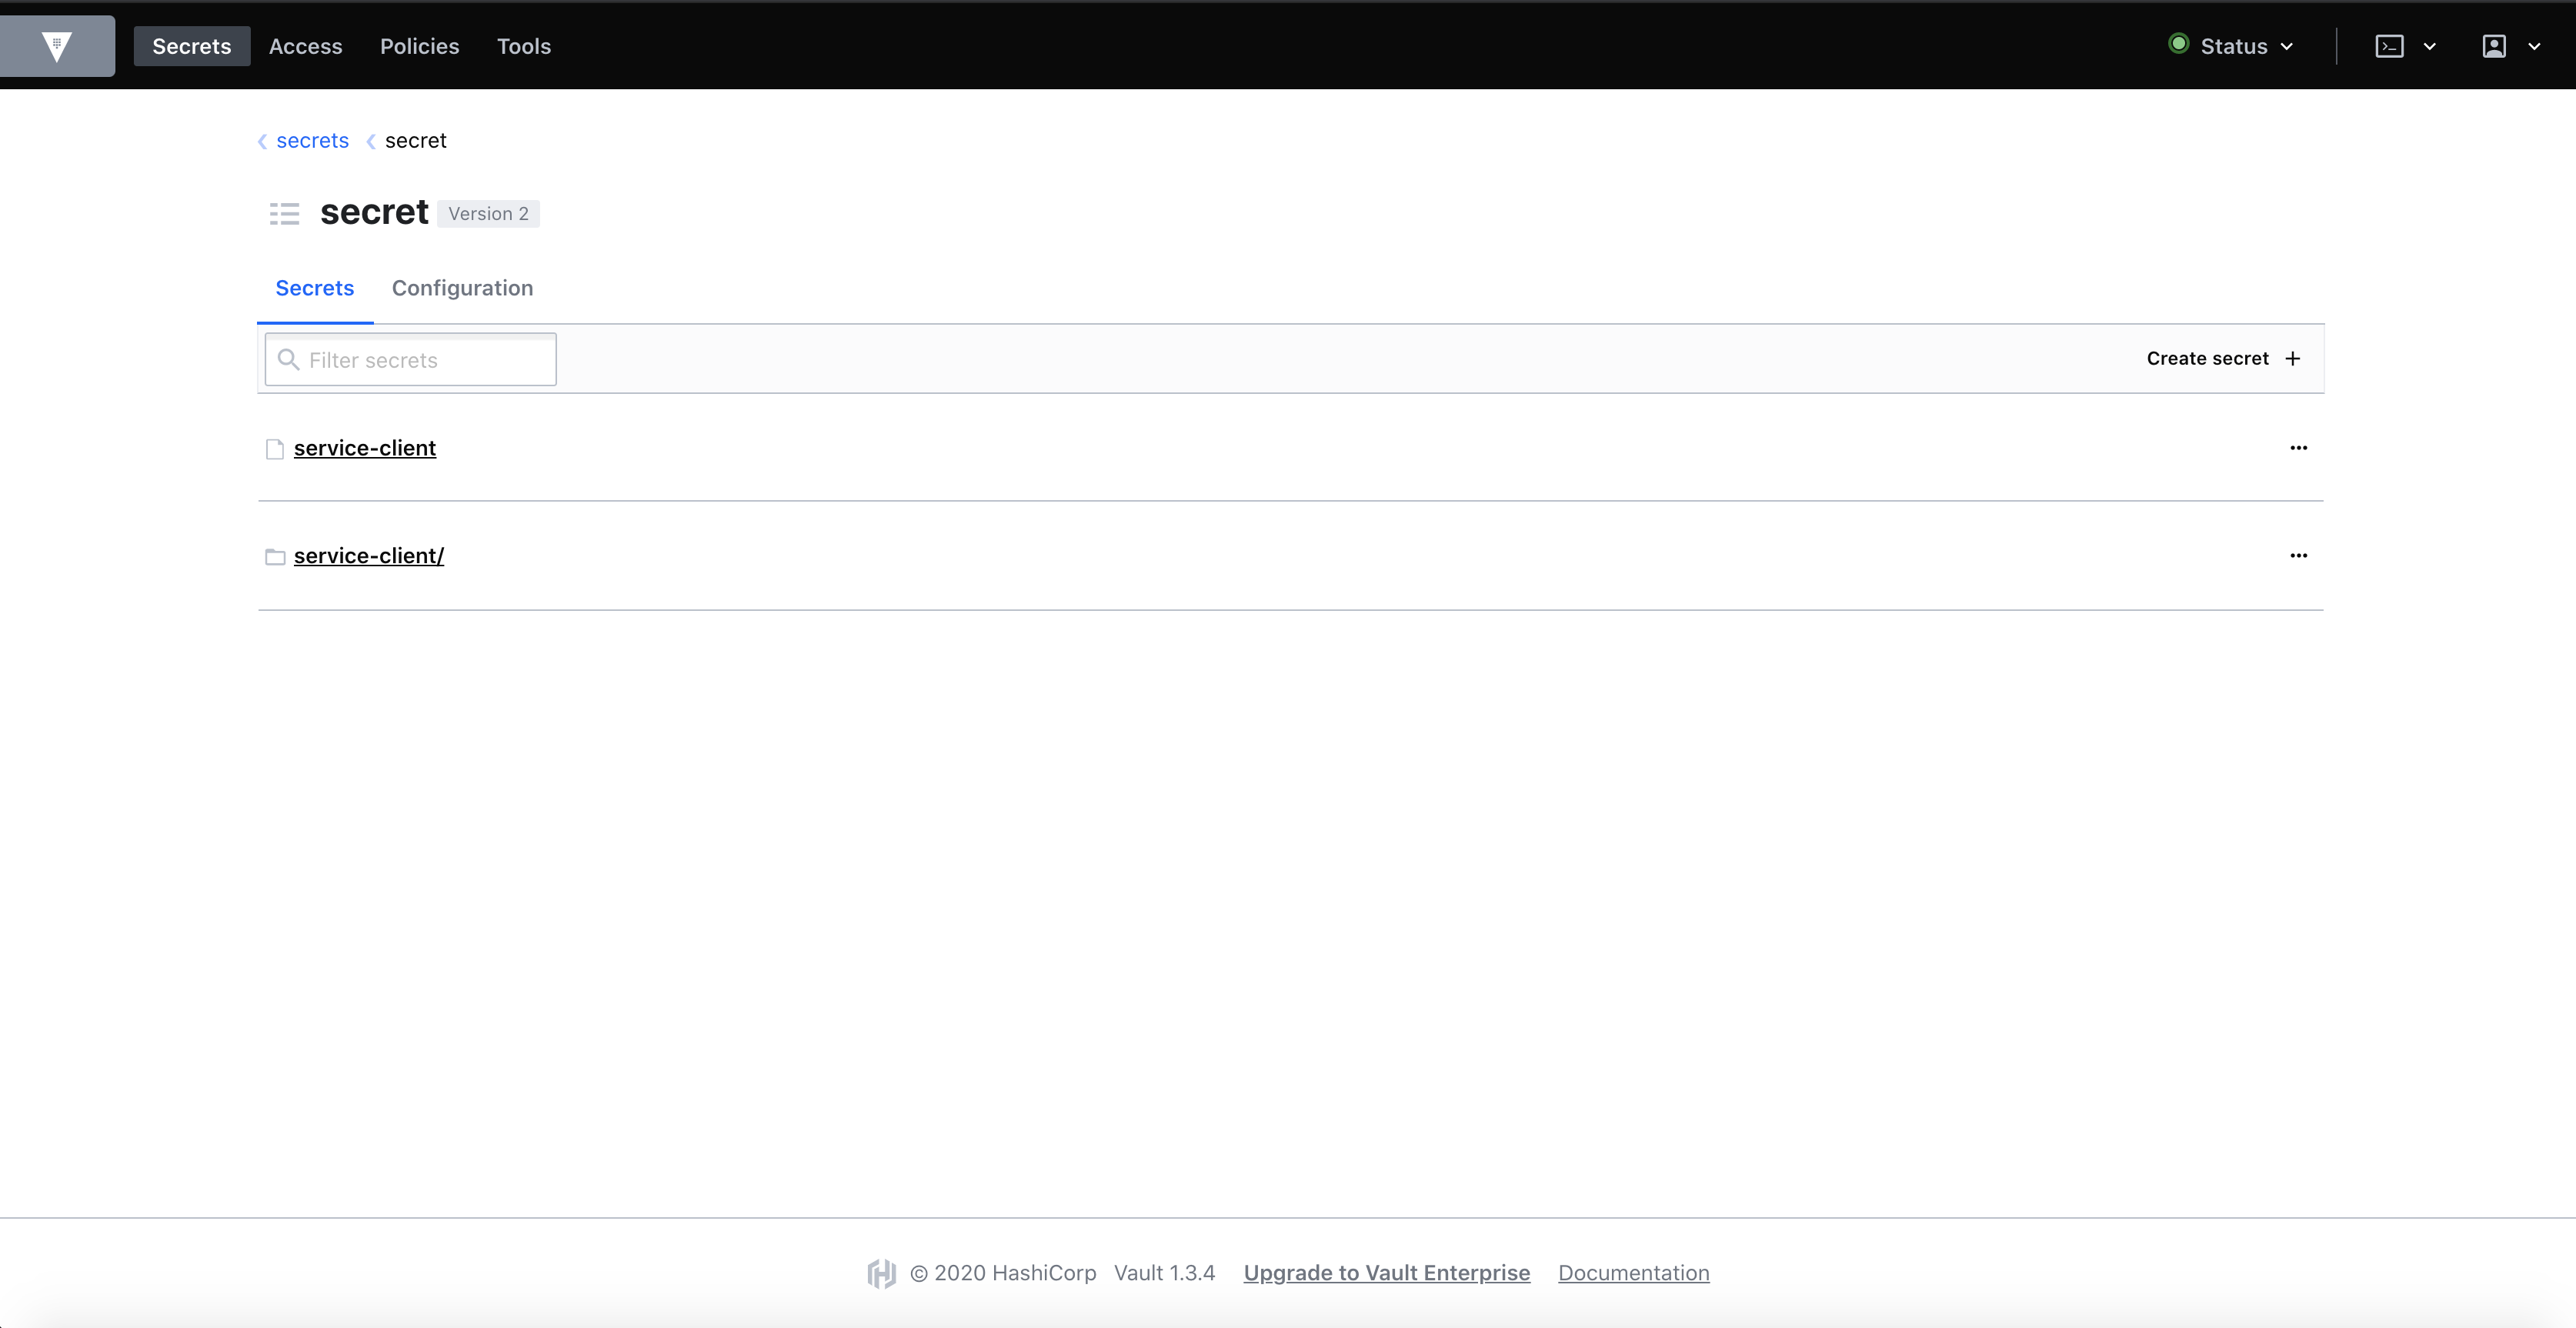 Secrets Access Policies Tools Status
secrets secret
secret Version 2
Secrets Configuration
Filter secrets Create secret
service-client
service-client/
© 2020 HashiCorp Vault 1.3.4 Upgrade to Vault Enterprise Documentation